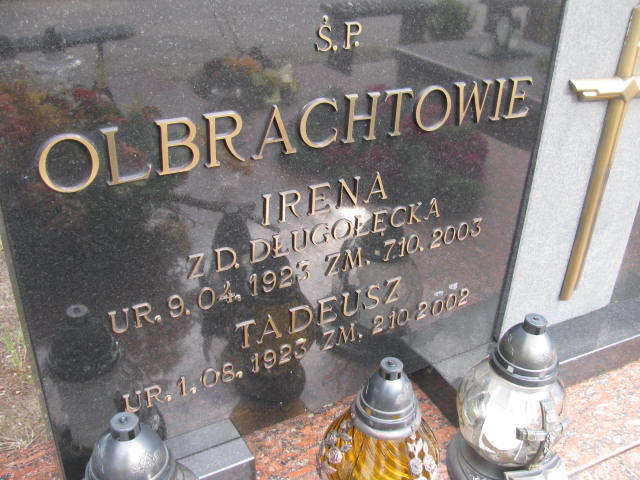 Ś.P.
OLBRACHTOWIE
IRENA
Z D. DŁUGOŁĘCKA
UR. 9.04.1923 ZM. 7.10.2003
TADEUSZ
UR. 1.08.1923 ZM. 2.10.2002